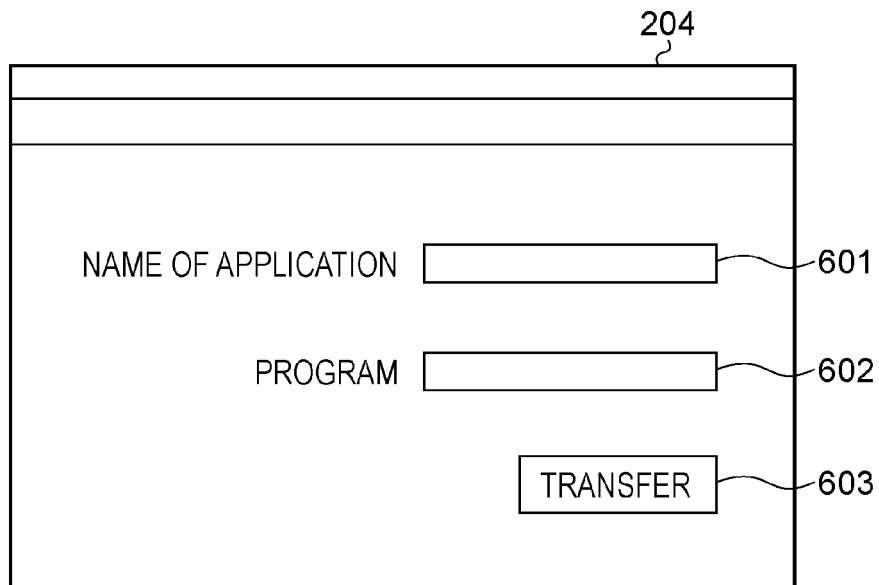 204
NAME OF APPLICATION 601
PROGRAM 602
TRANSFER 603